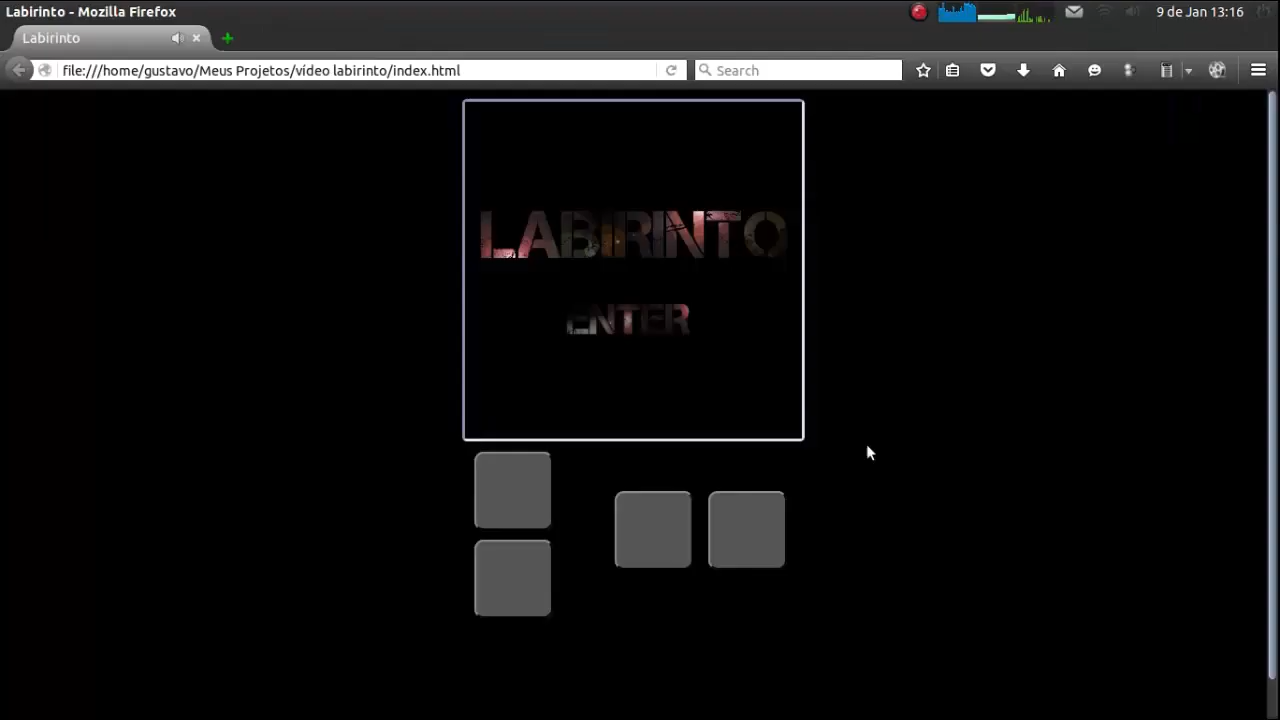 Labirinto - Mozilla Firefox
9 de Jan 13:16
Labirinto
file:///home/gustavo/Meus Projetos/vídeo labirinto/index.html
Search
LABIRINTO
ENTER